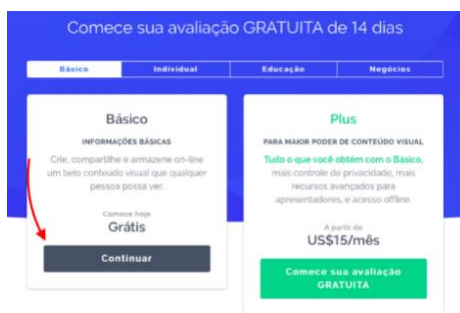 Comece sua avaliação GRATUITA de 14 dias
Básico
Individual
Educação
Negócios
Básico
INFORMAÇÕES BÁSICAS
Crie, compartilhe e armazene on-line
um belo conteúdo visual que qualquer
pessoa possa ver.
Comece hoje
Grátis
Continuar
Plus
PARA MAIOR PODER DE CONTEÚDO VISUAL
Tudo o que você obtém com o Básico,
mais controle de privacidade, mais
recursos avançados para
apresentadores, e acesso offline.
A partir de
US$15/mês
Comece sua avaliação
GRATUITA